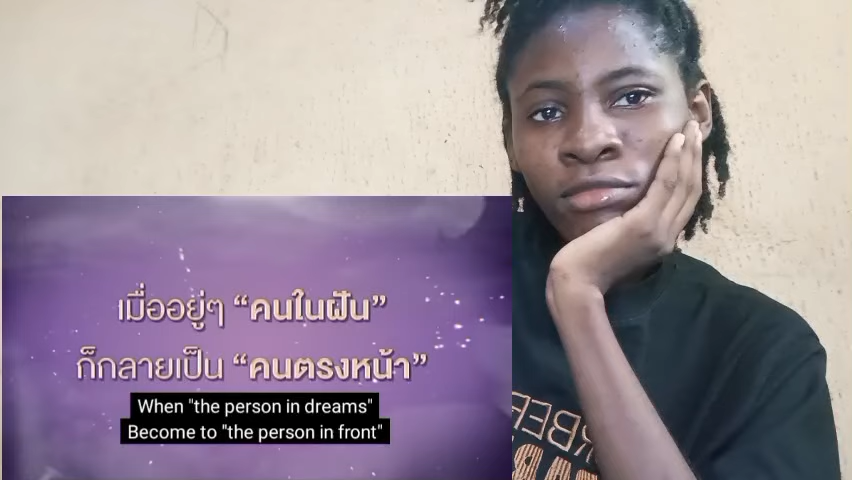 เมื่ออยู่ๆ “คนในฝัน”
ก็กลายเป็น “คนตรงหน้า”
When "the person in dreams"
Become to "the person in front"